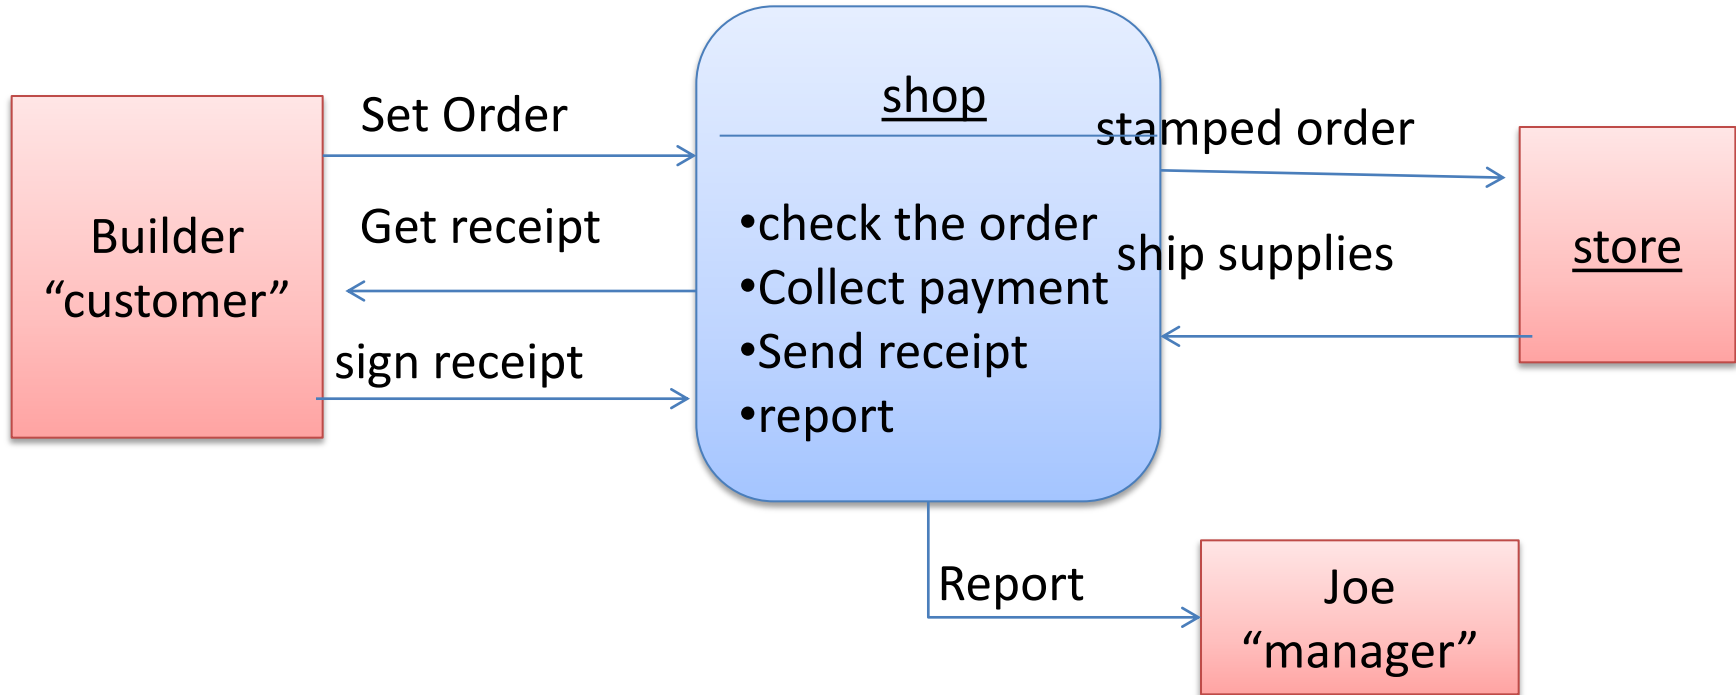 Builder
“customer”
Set Order
Get receipt
sign receipt
shop
•check the order
•Collect payment
•Send receipt
•report
stamped order
ship supplies
store
Report
Joe
“manager”